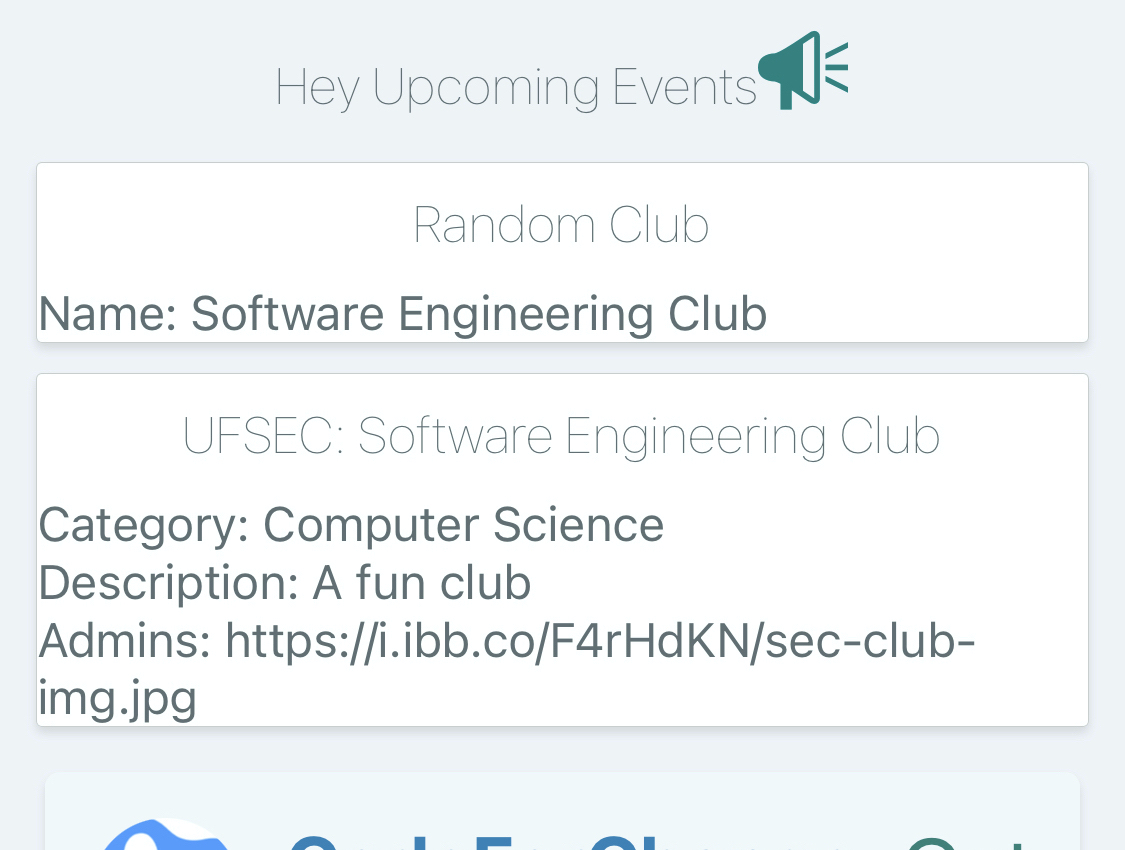 Hey Upcoming Events
Random Club
Name: Software Engineering Club
UFSEC: Software Engineering Club
Category: Computer Science
Description: A fun club
Admins: https://i.ibb.co/F4rHdKN/sec-club-
img.jpg